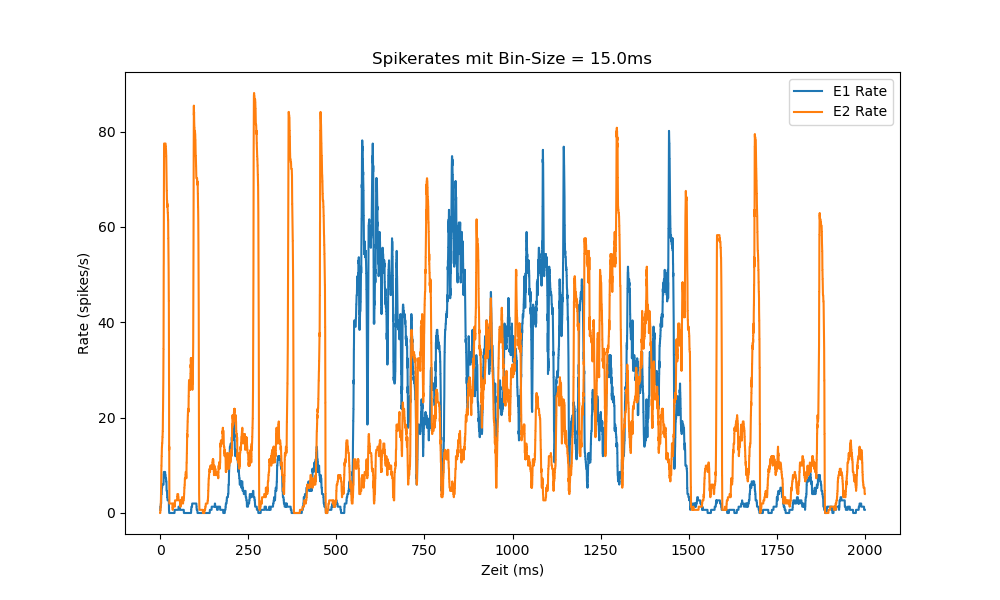 Spikerates mit Bin-Size = 15.0ms
E1 Rate
E2 Rate
80
60
40
20
0
Rate (spikes/s)
0 250 500 750 1000 1250 1500 1750 2000
Zeit (ms)